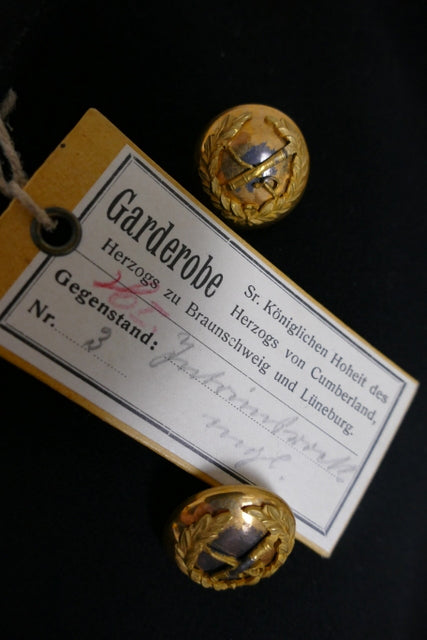 Garderobe
Sr. Königlichen Hoheit des
Herzogs von Cumberland,
Herzogs zu Braunschweig und Lüneburg.
Gegenstand:
Nr. 3